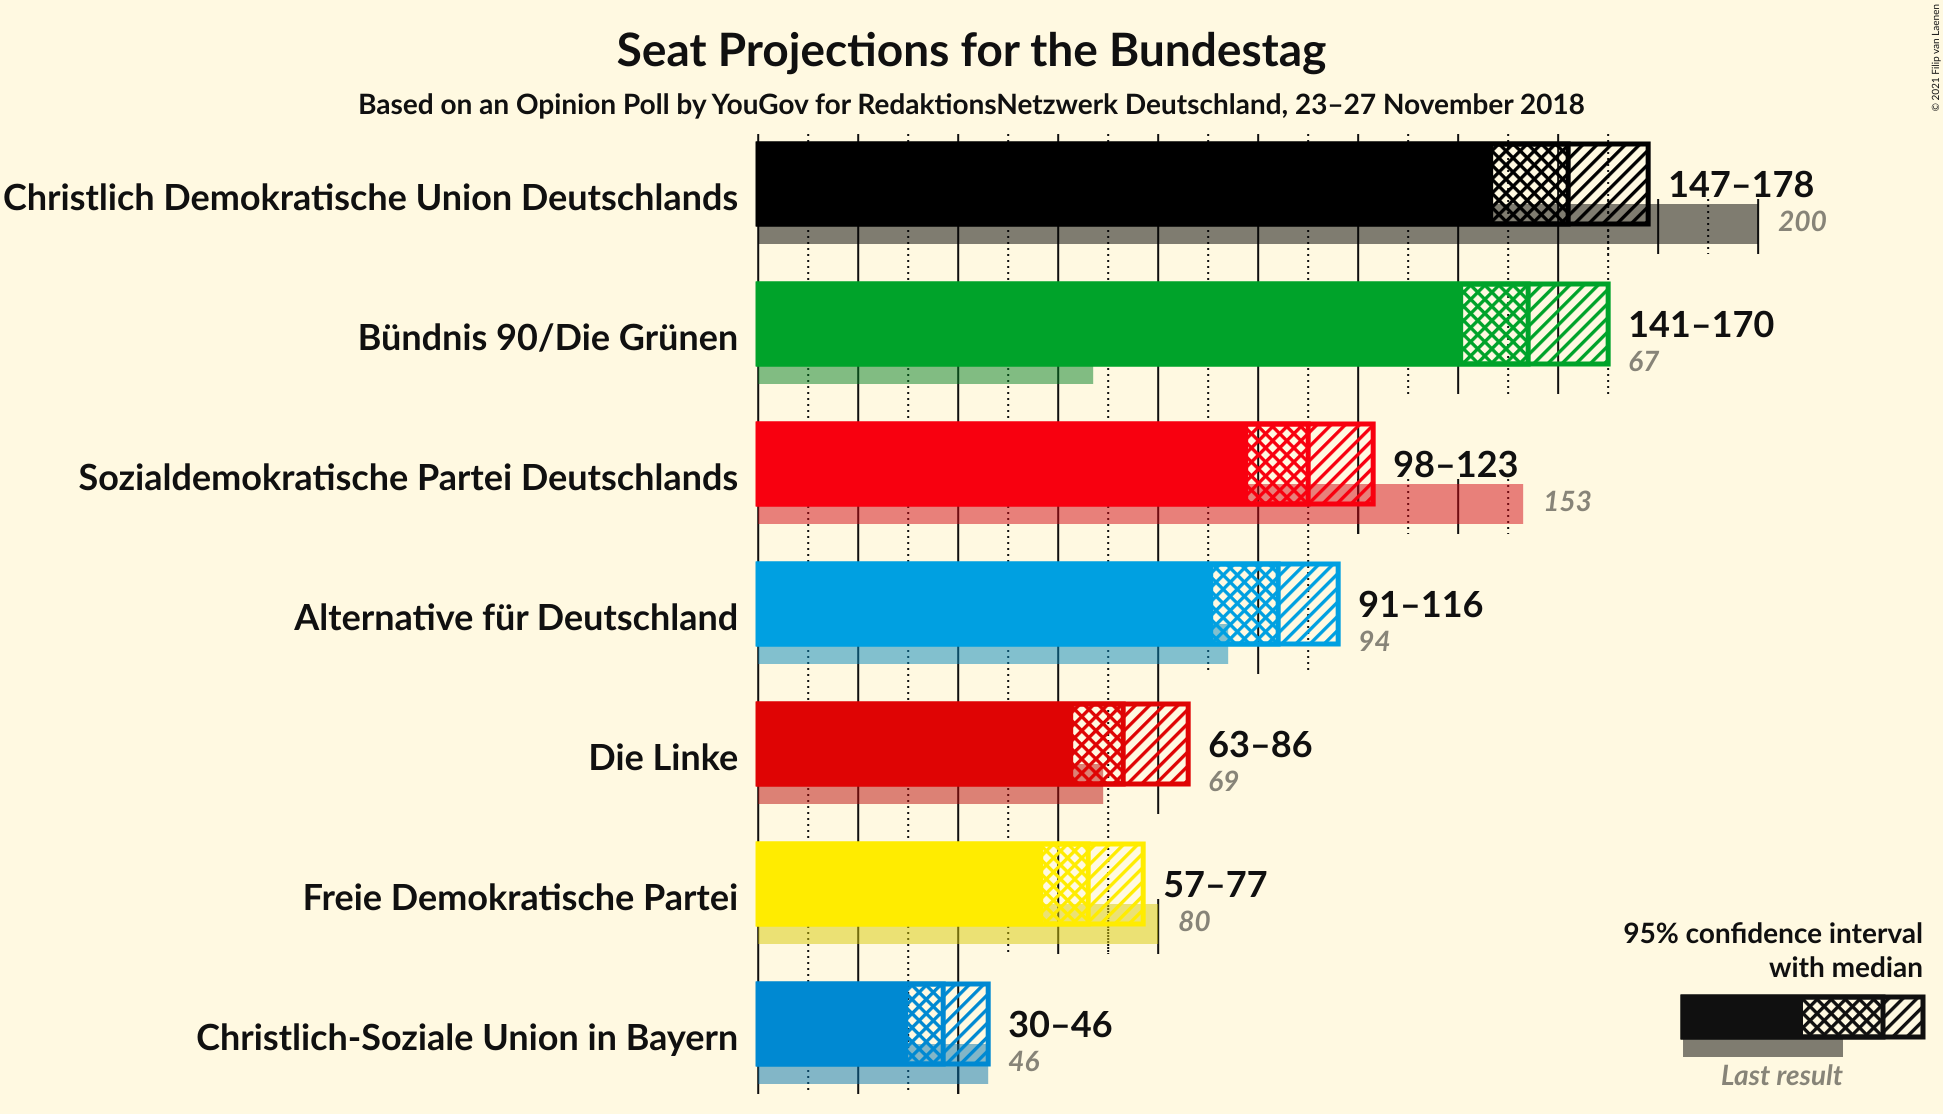 Seat Projections for the Bundestag
Based on an Opinion Poll by YouGov for RedaktionsNetzwerk Deutschland, 23–27 November 2018
© 2021 Filip van Laenen
Christlich Demokratische Union Deutschlands
147–178
200
Bündnis 90/Die Grünen
141–170
67
Sozialdemokratische Partei Deutschlands
98–123
153
Alternative für Deutschland
91–116
94
Die Linke
63–86
69
Freie Demokratische Partei
57–77
80
Christlich-Soziale Union in Bayern
30–46
46
95% confidence interval
with median
Last result